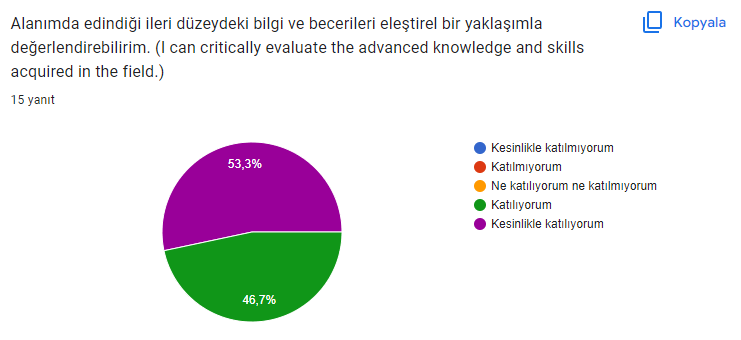 Alanımda edindiği ileri düzeydeki bilgi ve becerileri eleştirel bir yaklaşımla
değerlendirebilirim. (I can critically evaluate the advanced knowledge and skills
acquired in the field.)
Kopyala
15 yanıt
53,3%
46,7%
Kesinlikle katılmıyorum
Katılmıyorum
Ne katılıyorum ne katılmıyorum
Katılıyorum
Kesinlikle katılıyorum